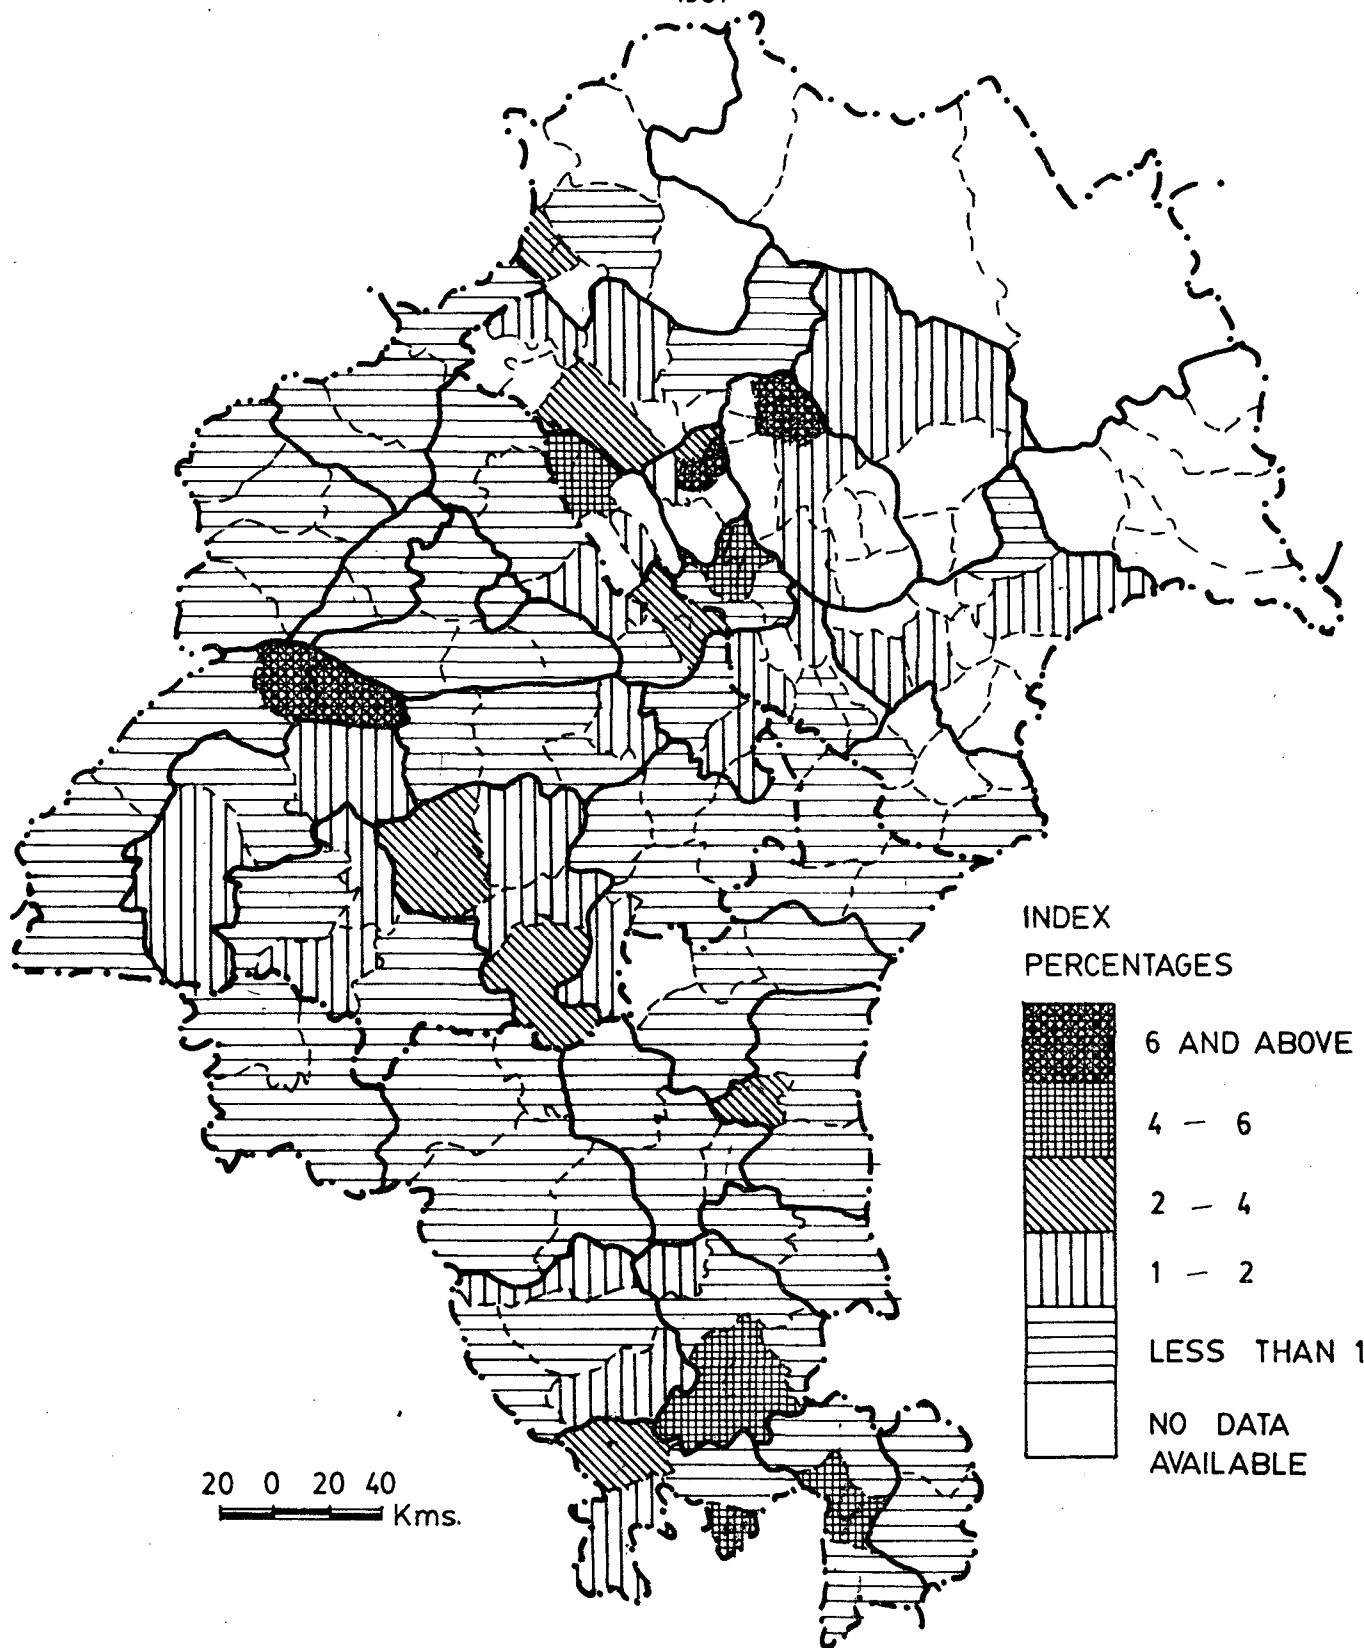 INDEX
PERCENTAGES
6 AND ABOVE
4 – 6
2 – 4
1 – 2
LESS THAN 1
NO DATA
AVAILABLE
20 0 20 40
Kms.